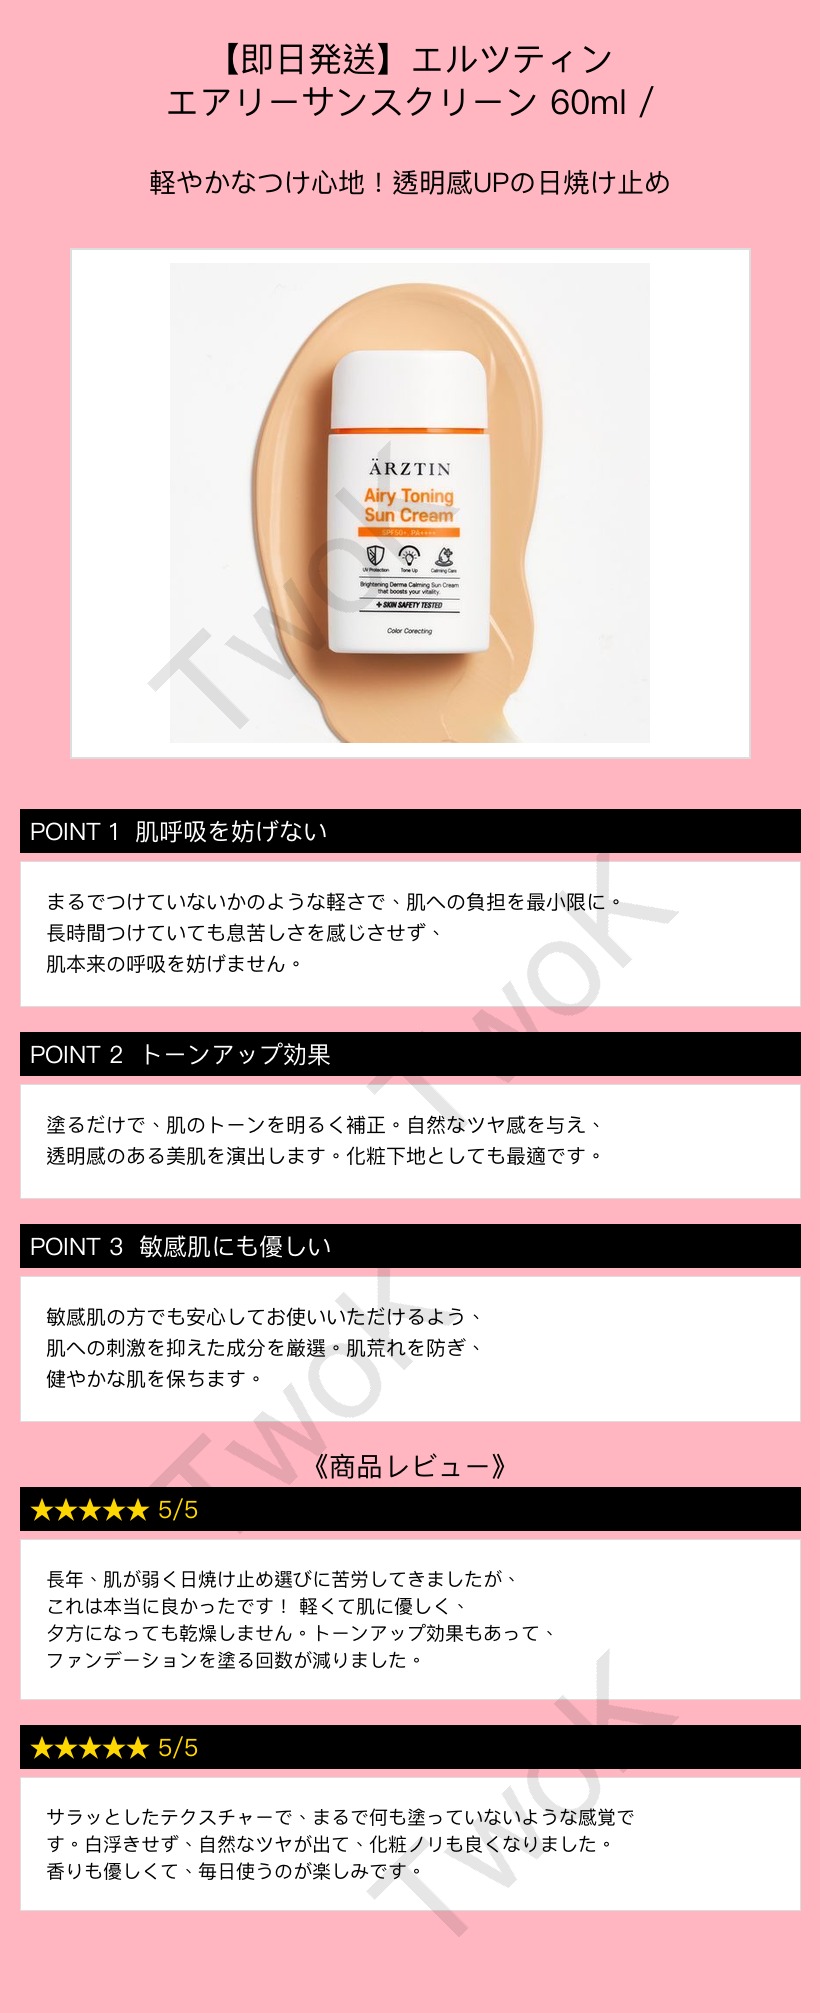 【即日発送】エルツティン
エアリーサンスクリーン 60ml /
軽やかなつけ心地！透明感UPの日焼け止め
ÄRZTIN
Airy Toning
Sun Cream
SPF50+, PA++++
UV Protection Tone Up Calming Care
Brightening Derma Calming Sun Cream
that boosts your vitality.
+ SKIN SAFETY TESTED
Color Corecting
TwoK
POINT 1 肌呼吸を妨げない
まるでつけていないかのような軽さで、肌への負担を最小限に。
長時間つけていても息苦しさを感じさせず、
肌本来の呼吸を妨げません。
TwoK
POINT 2 トーンアップ効果
塗るだけで、肌のトーンを明るく補正。自然なツヤ感を与え、
透明感のある美肌を演出します。化粧下地としても最適です。
POINT 3 敏感肌にも優しい
敏感肌の方でも安心してお使いいただけるよう、
肌への刺激を抑えた成分を厳選。肌荒れを防ぎ、
健やかな肌を保ちます。
TwoK
《商品レビュー》
★★★★★ 5/5
長年、肌が弱く日焼け止め選びに苦労してきましたが、
これは本当に良かったです！ 軽くて肌に優しく、
夕方になっても乾燥しません。トーンアップ効果もあって、
ファンデーションを塗る回数が減りました。
★★★★★ 5/5
サラッとしたテクスチャーで、まるで何も塗っていないような感覚で
す。白浮きせず、自然なツヤが出て、化粧ノリも良くなりました。
香りも優しくて、毎日使うのが楽しみです。
TwoK